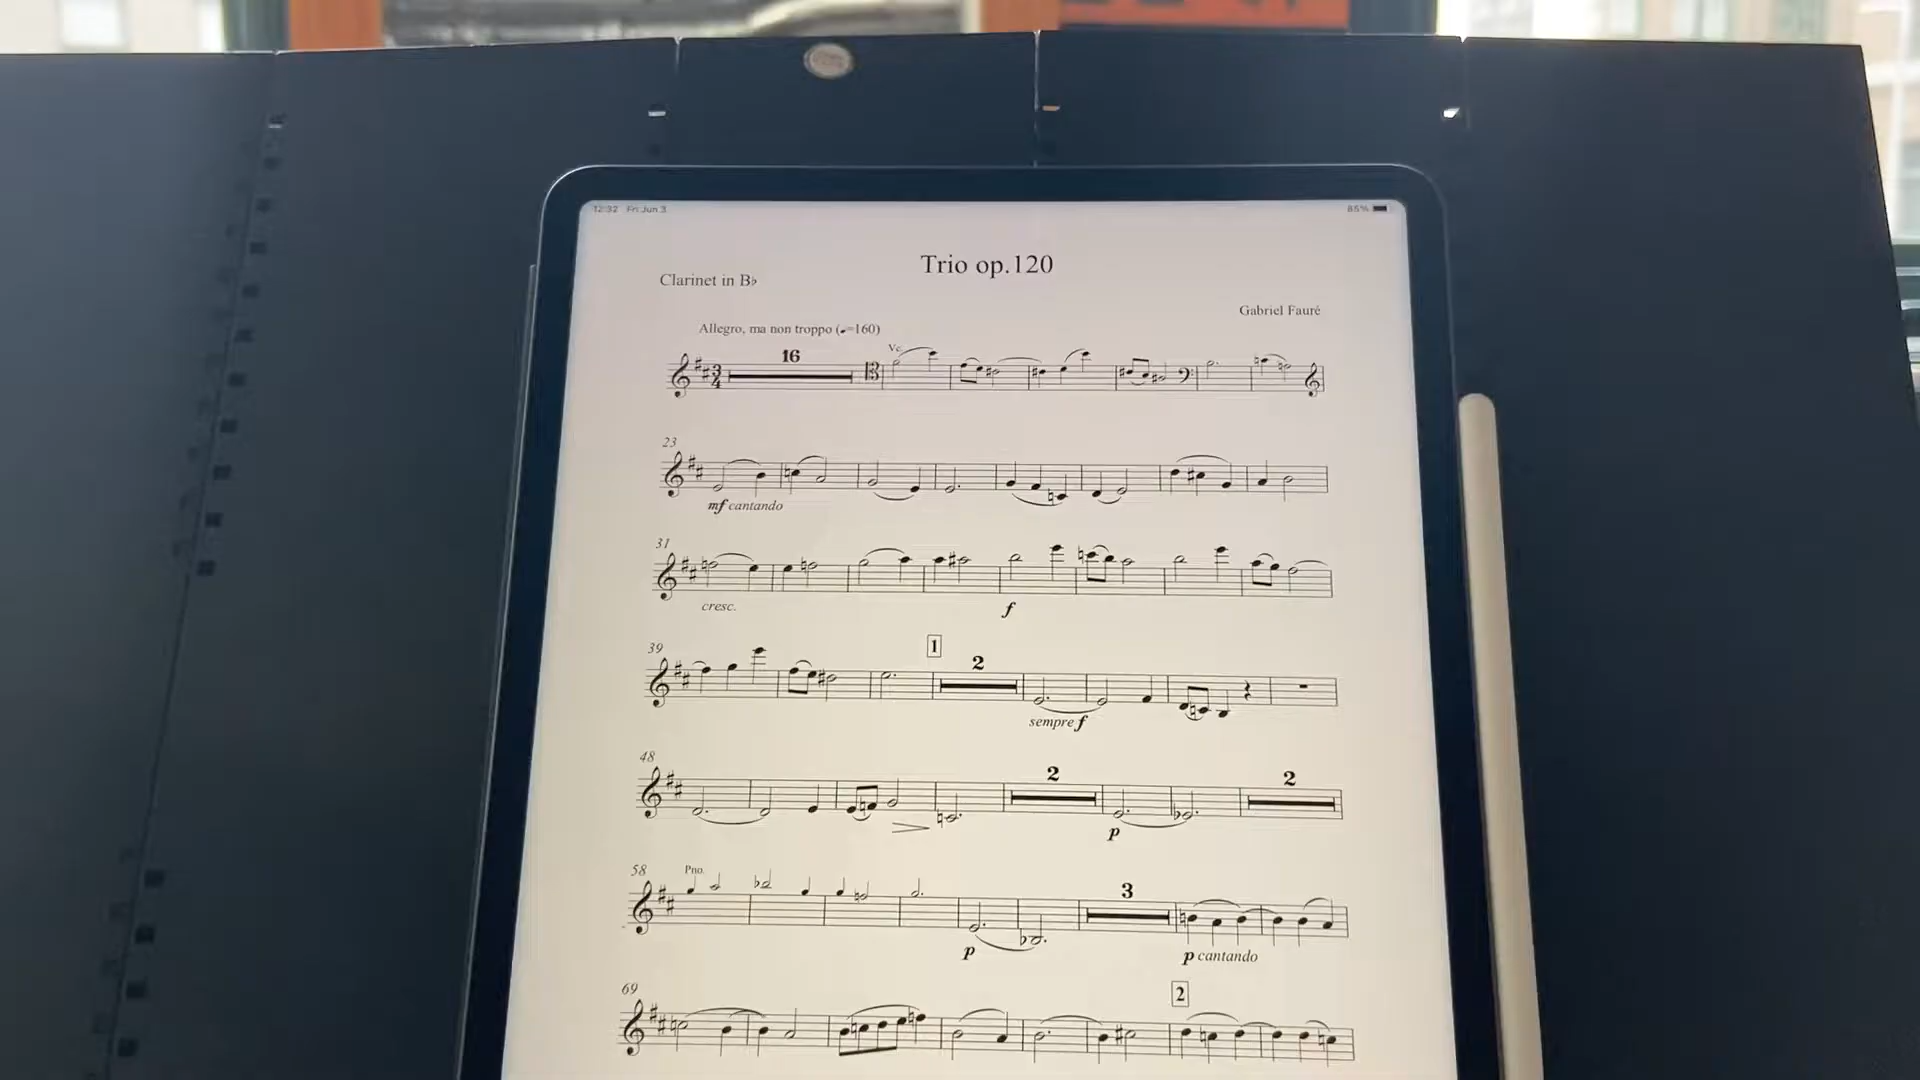 12:32 Fri Jun 3
85%
Trio op.120
Clarinet in B♭
Gabriel Fauré
Allegro, ma non troppo (♩=160)
16
Vc.
3
4
23
mf cantando
31
cresc.
f
39
1
2
sempre f
48
2
2
p
58
Pno.
3
p
p cantando
69
2